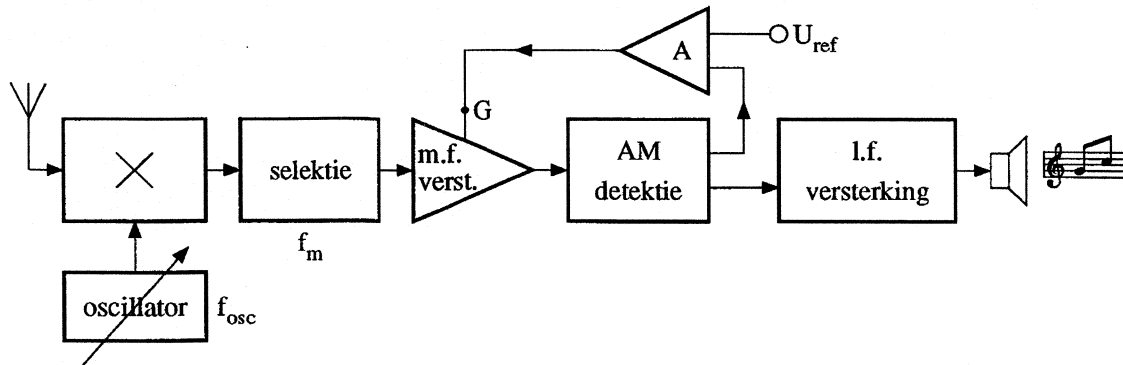 A
U_ref
G
m.f.
verst.
AM
detektie
l.f.
versterking
selektie
f_m
oscillator
f_osc